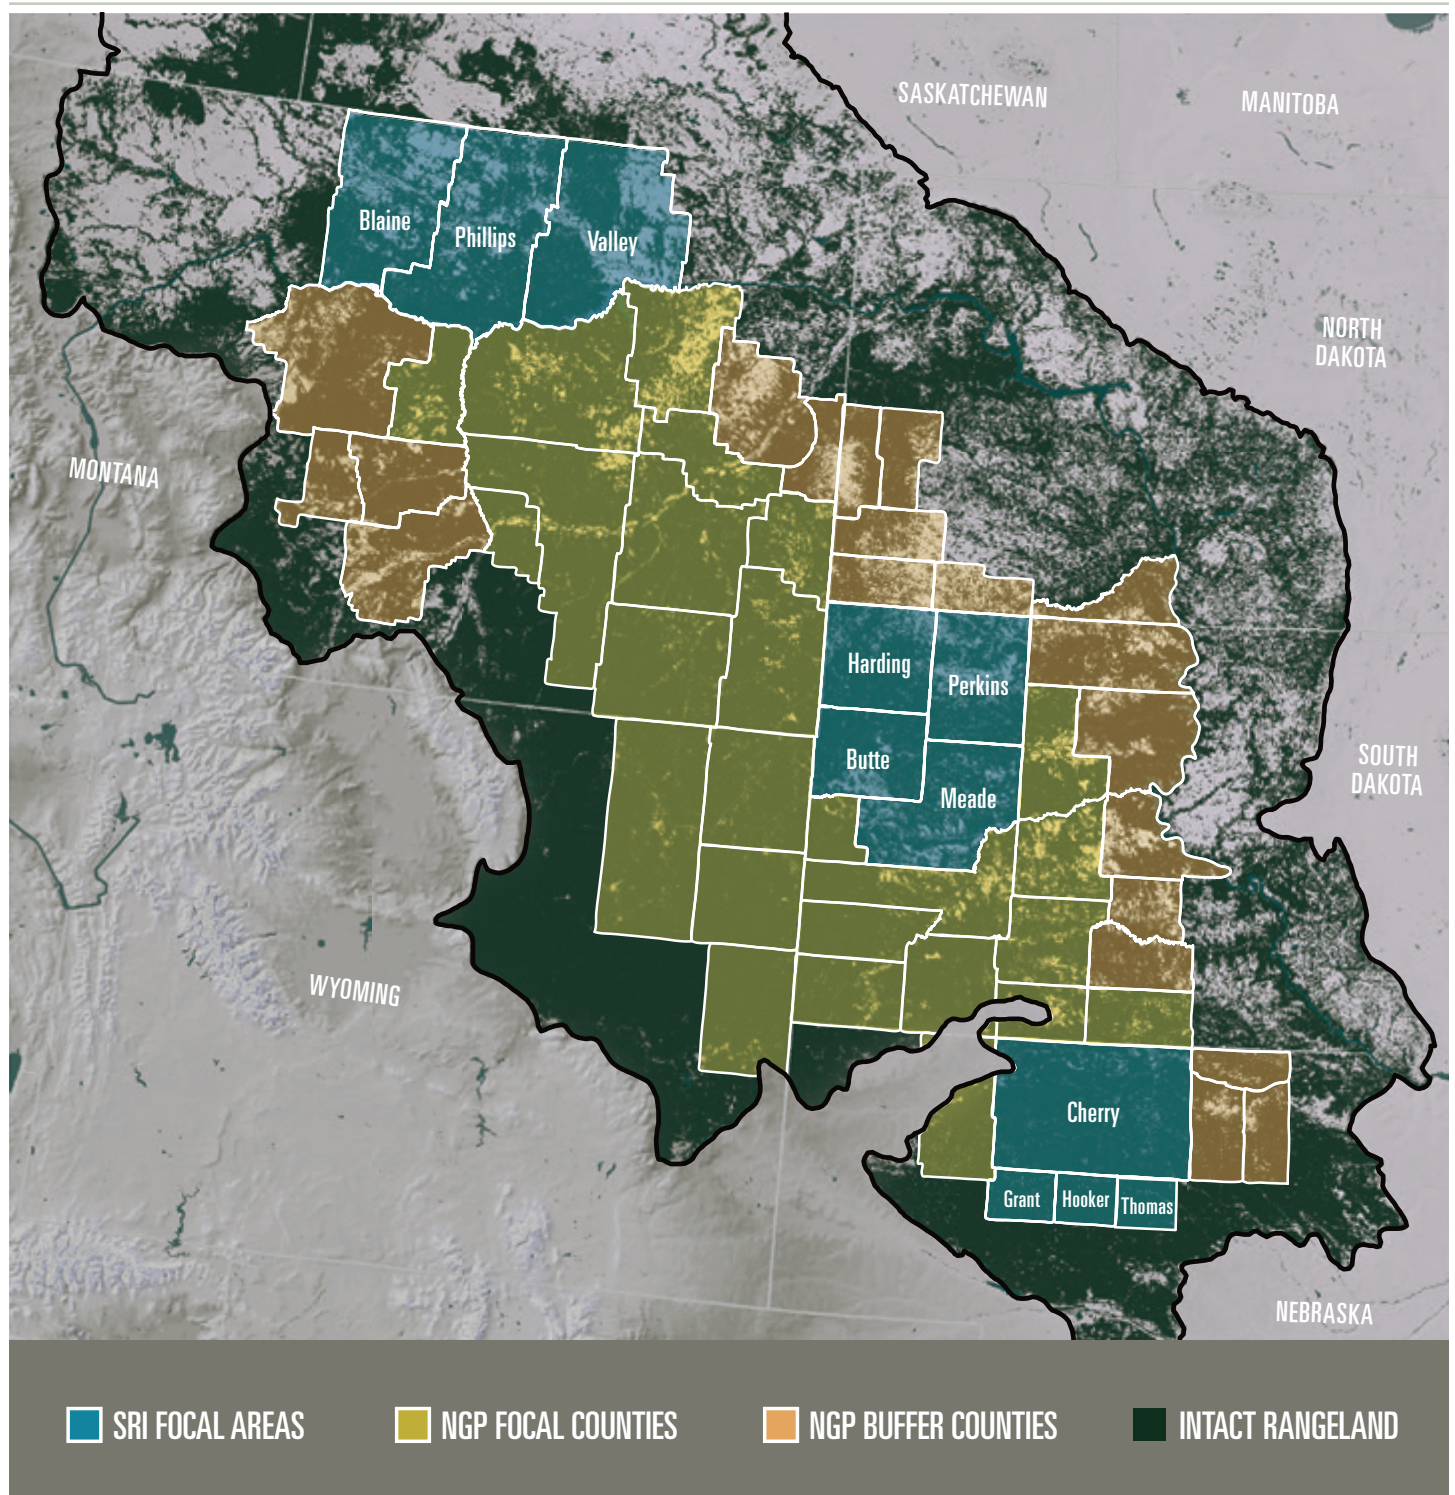 SASKATCHEWAN
MANITOBA
Blaine
Phillips
Valley
NORTH
DAKOTA
MONTANA
Harding
Perkins
Butte
Meade
SOUTH
DAKOTA
WYOMING
Cherry
Grant
Hooker
Thomas
NEBRASKA
SRI FOCAL AREAS
NGP FOCAL COUNTIES
NGP BUFFER COUNTIES
INTACT RANGELAND